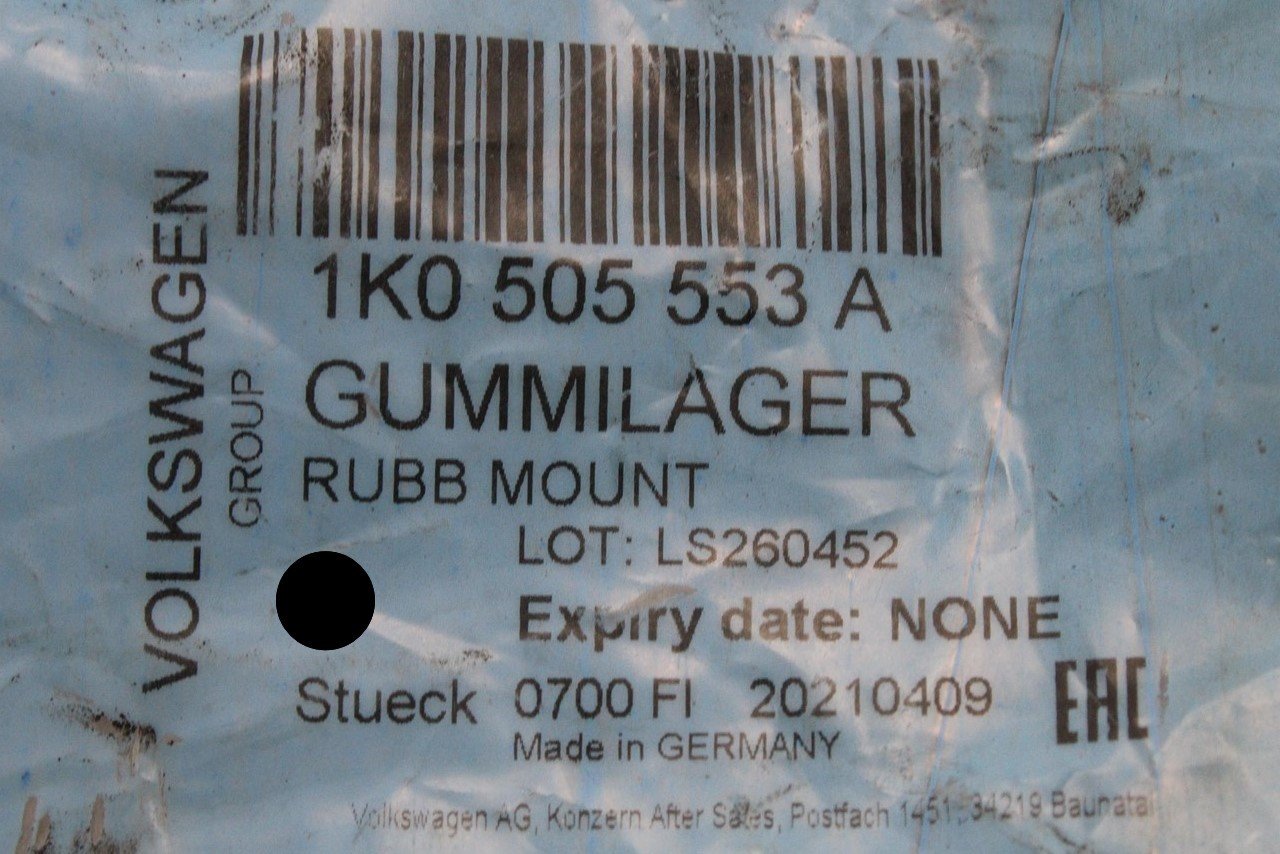 VOLKSWAGEN
GROUP
1K0 505 553 A
GUMMILAGER
RUBB MOUNT
LOT: LS260452
Expiry date: NONE
Stueck 0700 FI 20210409
EAC
Made in GERMANY
Volkswagen AG, Konzern After Sales, Postfach 1451, 34219 Baunatal